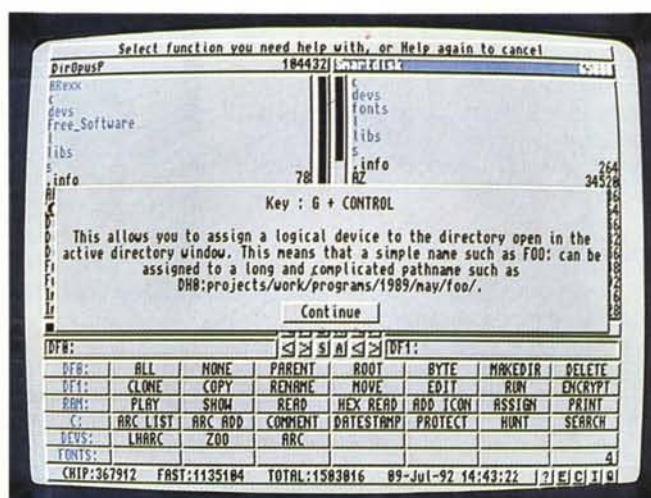 Select function you need help with, or Help again to cancel
DirOpusP 184432 Smartdisk
ARexx
c c
devs devs
Free_Software fonts
l l
libs libs
s s
.info 78 .info 264
AZ 34528
Key : G + CONTROL
This allows you to assign a logical device to the directory open in the
active directory window. This means that a simple name such as FOO: can be
assigned to a long and complicated pathname such as
DH0:projects/work/programs/1989/may/foo/.
Continue
DF0: < > S A < > DF1:
DF0: ALL NONE PARENT ROOT BYTE MAKEDIR DELETE
DF1: CLONE COPY RENAME MOVE EDIT RUN ENCRYPT
RAM: PLAY SHOW READ HEX READ ADD ICON ASSIGN PRINT
C: ARC LIST ARC ADD COMMENT DATESTAMP PROTECT HUNT SEARCH
DEVS: LHARC ZOO ARC
FONTS: 4
CHIP:367912 FAST:1135104 TOTAL:1503016 09-Jul-92 14:43:22 ? E C I Q